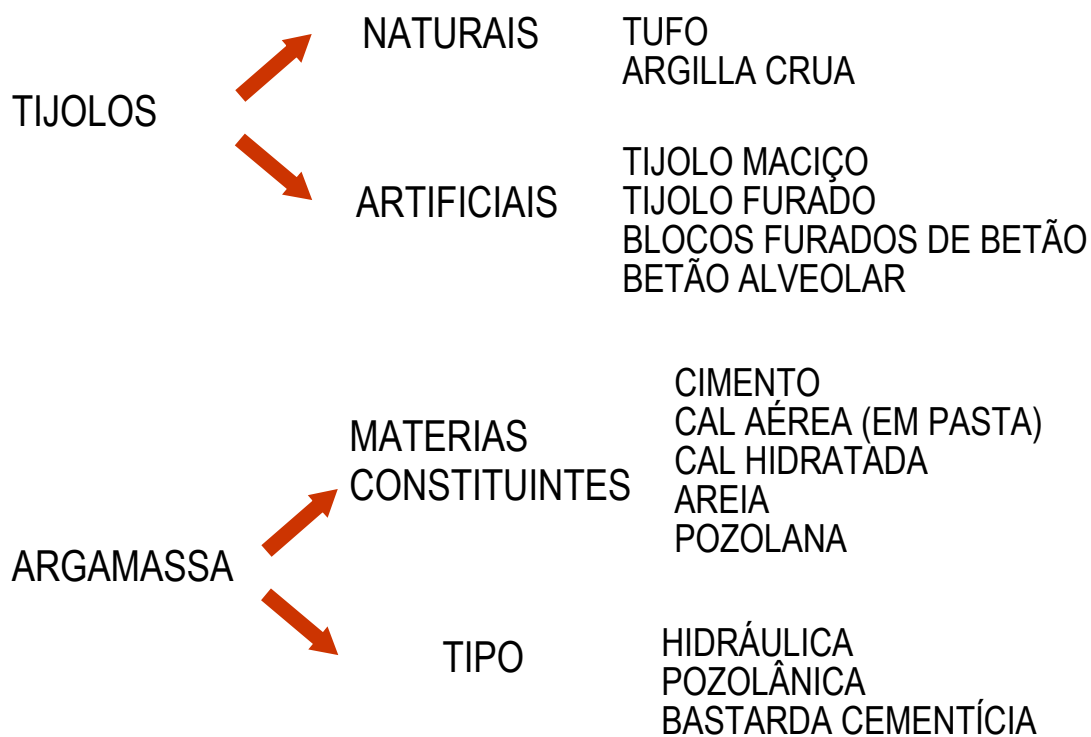 NATURAIS
TUFO
ARGILLA CRUA
TIJOLOS
ARTIFICIAIS
TIJOLO MACIÇO
TIJOLO FURADO
BLOCOS FURADOS DE BETÃO
BETÃO ALVEOLAR
MATERIAS
CONSTITUINTES
CIMENTO
CAL AÉREA (EM PASTA)
CAL HIDRATADA
AREIA
POZOLANA
ARGAMASSA
TIPO
HIDRÁULICA
POZOLÂNICA
BASTARDA CEMENTÍCIA